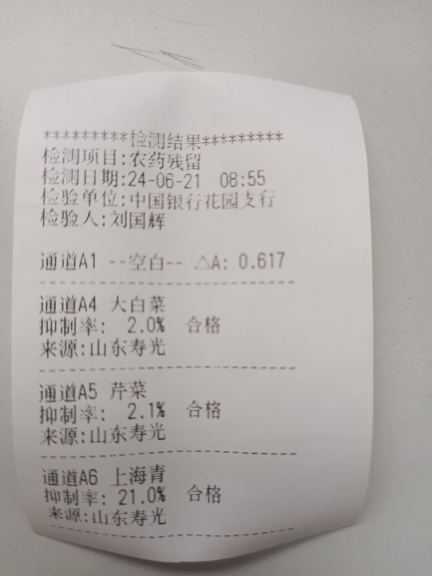 *********检测结果*********
检测项目:农药残留
检测日期:24-06-21 08:55
检验单位:中国银行花园支行
检验人:刘国辉
通道A1 --空白-- △A: 0.617
------------------------------
通道A4 大白菜
抑制率: 2.0% 合格
来源:山东寿光
------------------------------
通道A5 芹菜
抑制率: 2.1% 合格
来源:山东寿光
------------------------------
通道A6 上海青
抑制率: 21.0% 合格
来源:山东寿光
------------------------------